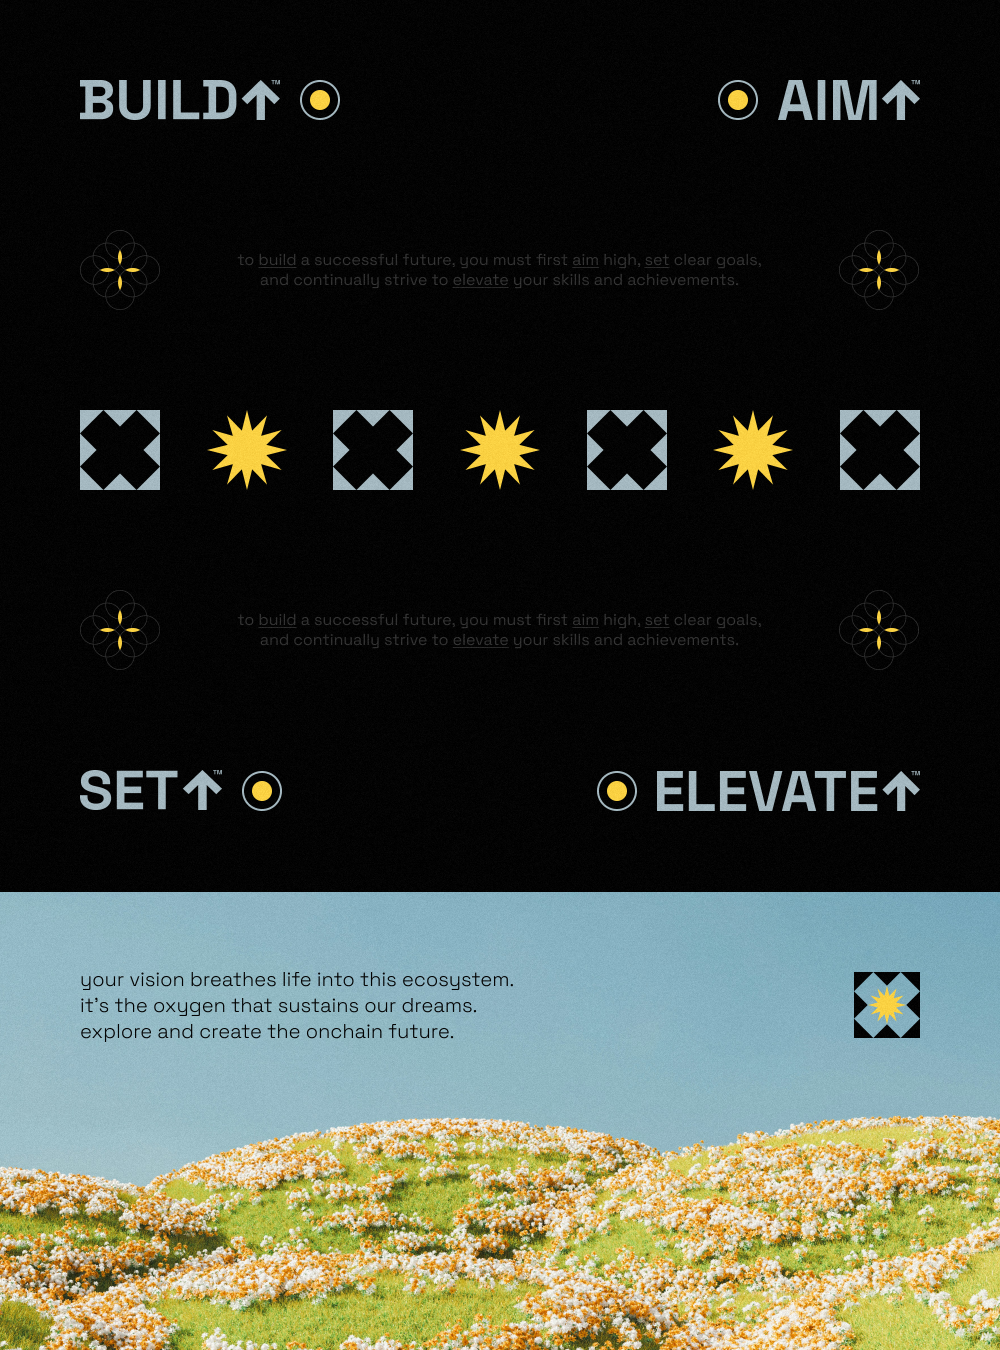 BUILD↑™
AIM↑™
to build a successful future, you must first aim high, set clear goals,
and continually strive to elevate your skills and achievements.
to build a successful future, you must first aim high, set clear goals,
and continually strive to elevate your skills and achievements.
SET↑™
ELEVATE↑™
your vision breathes life into this ecosystem.
it's the oxygen that sustains our dreams.
explore and create the onchain future.